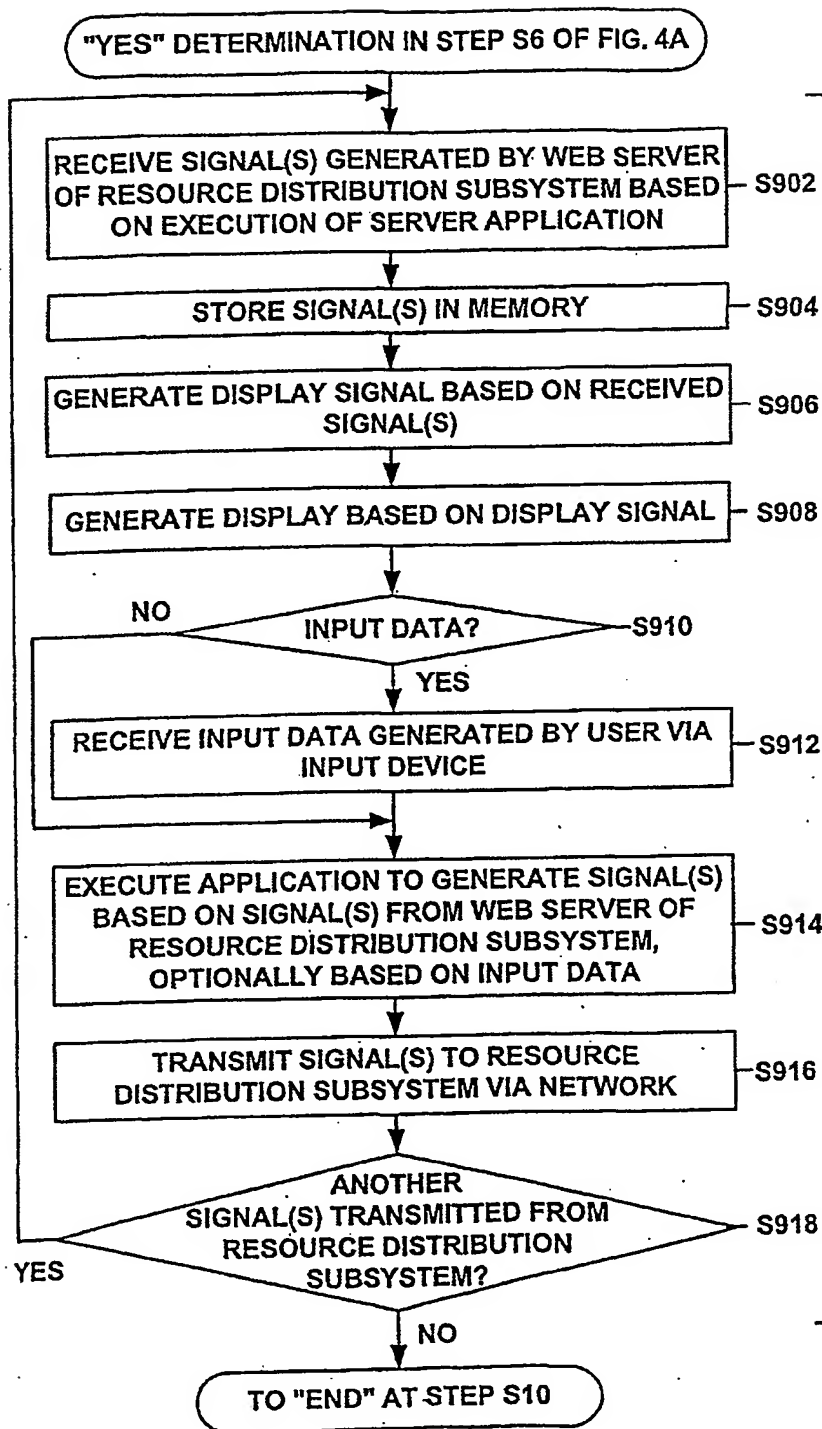 "YES" DETERMINATION IN STEP S6 OF FIG. 4A
RECEIVE SIGNAL(S) GENERATED BY WEB SERVER
OF RESOURCE DISTRIBUTION SUBSYSTEM BASED
ON EXECUTION OF SERVER APPLICATION
S902
STORE SIGNAL(S) IN MEMORY
S904
GENERATE DISPLAY SIGNAL BASED ON RECEIVED
SIGNAL(S)
S906
GENERATE DISPLAY BASED ON DISPLAY SIGNAL
S908
NO
INPUT DATA?
S910
YES
RECEIVE INPUT DATA GENERATED BY USER VIA
INPUT DEVICE
S912
EXECUTE APPLICATION TO GENERATE SIGNAL(S)
BASED ON SIGNAL(S) FROM WEB SERVER OF
RESOURCE DISTRIBUTION SUBSYSTEM,
OPTIONALLY BASED ON INPUT DATA
S914
TRANSMIT SIGNAL(S) TO RESOURCE
DISTRIBUTION SUBSYSTEM VIA NETWORK
S916
ANOTHER
SIGNAL(S) TRANSMITTED FROM
RESOURCE DISTRIBUTION
SUBSYSTEM?
S918
YES
NO
TO "END" AT STEP S10